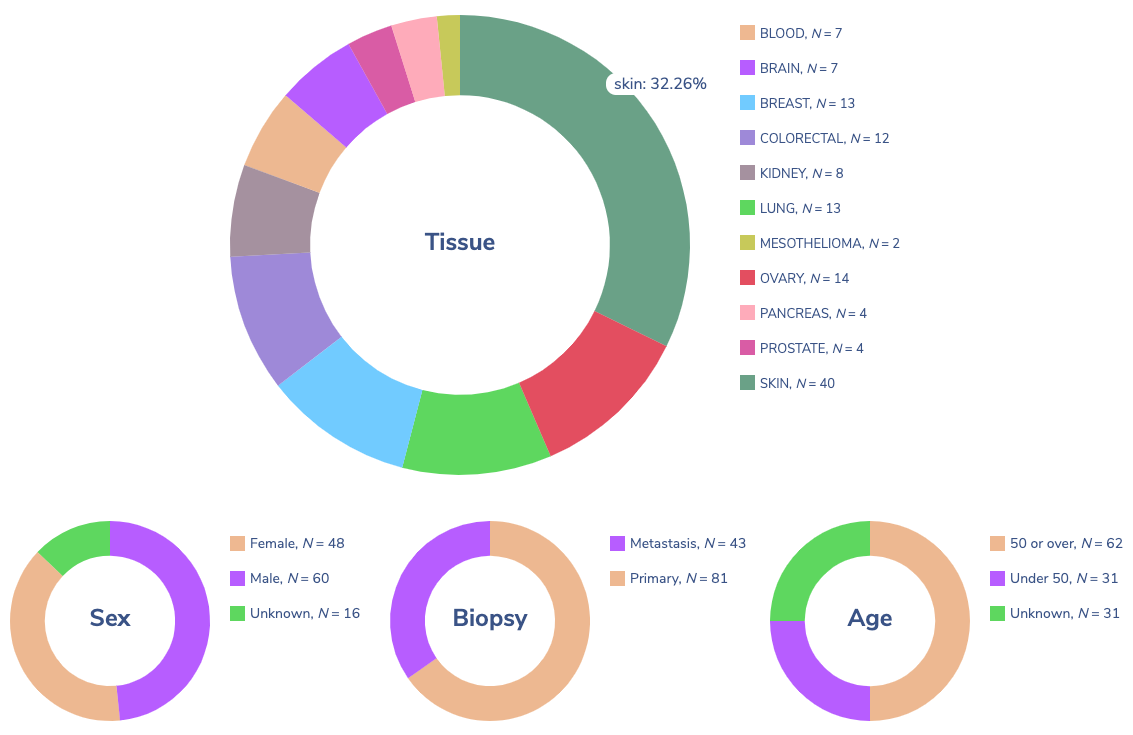 skin: 32.26%
Tissue
BLOOD, N = 7
BRAIN, N = 7
BREAST, N = 13
COLORECTAL, N = 12
KIDNEY, N = 8
LUNG, N = 13
MESOTHELIOMA, N = 2
OVARY, N = 14
PANCREAS, N = 4
PROSTATE, N = 4
SKIN, N = 40
Sex
Female, N = 48
Male, N = 60
Unknown, N = 16
Biopsy
Metastasis, N = 43
Primary, N = 81
Age
50 or over, N = 62
Under 50, N = 31
Unknown, N = 31